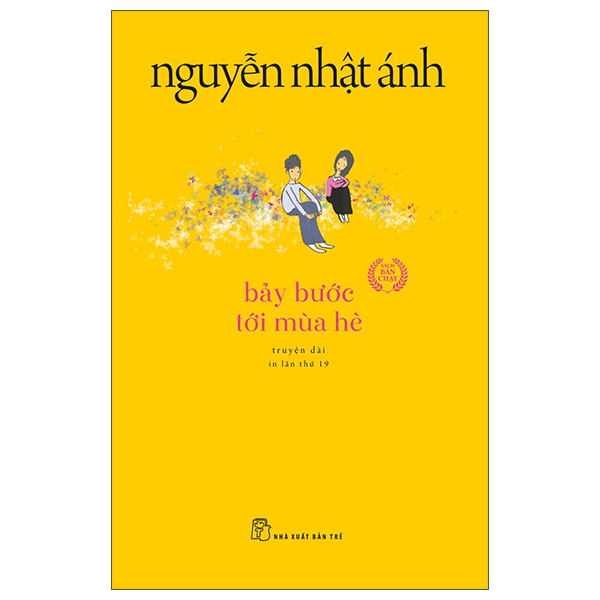 nguyễn nhật ánh
SÁCH
BÁN
CHẠY
bảy bước
tới mùa hè
truyện dài
in lần thứ 19
NHÀ XUẤT BẢN TRẺ